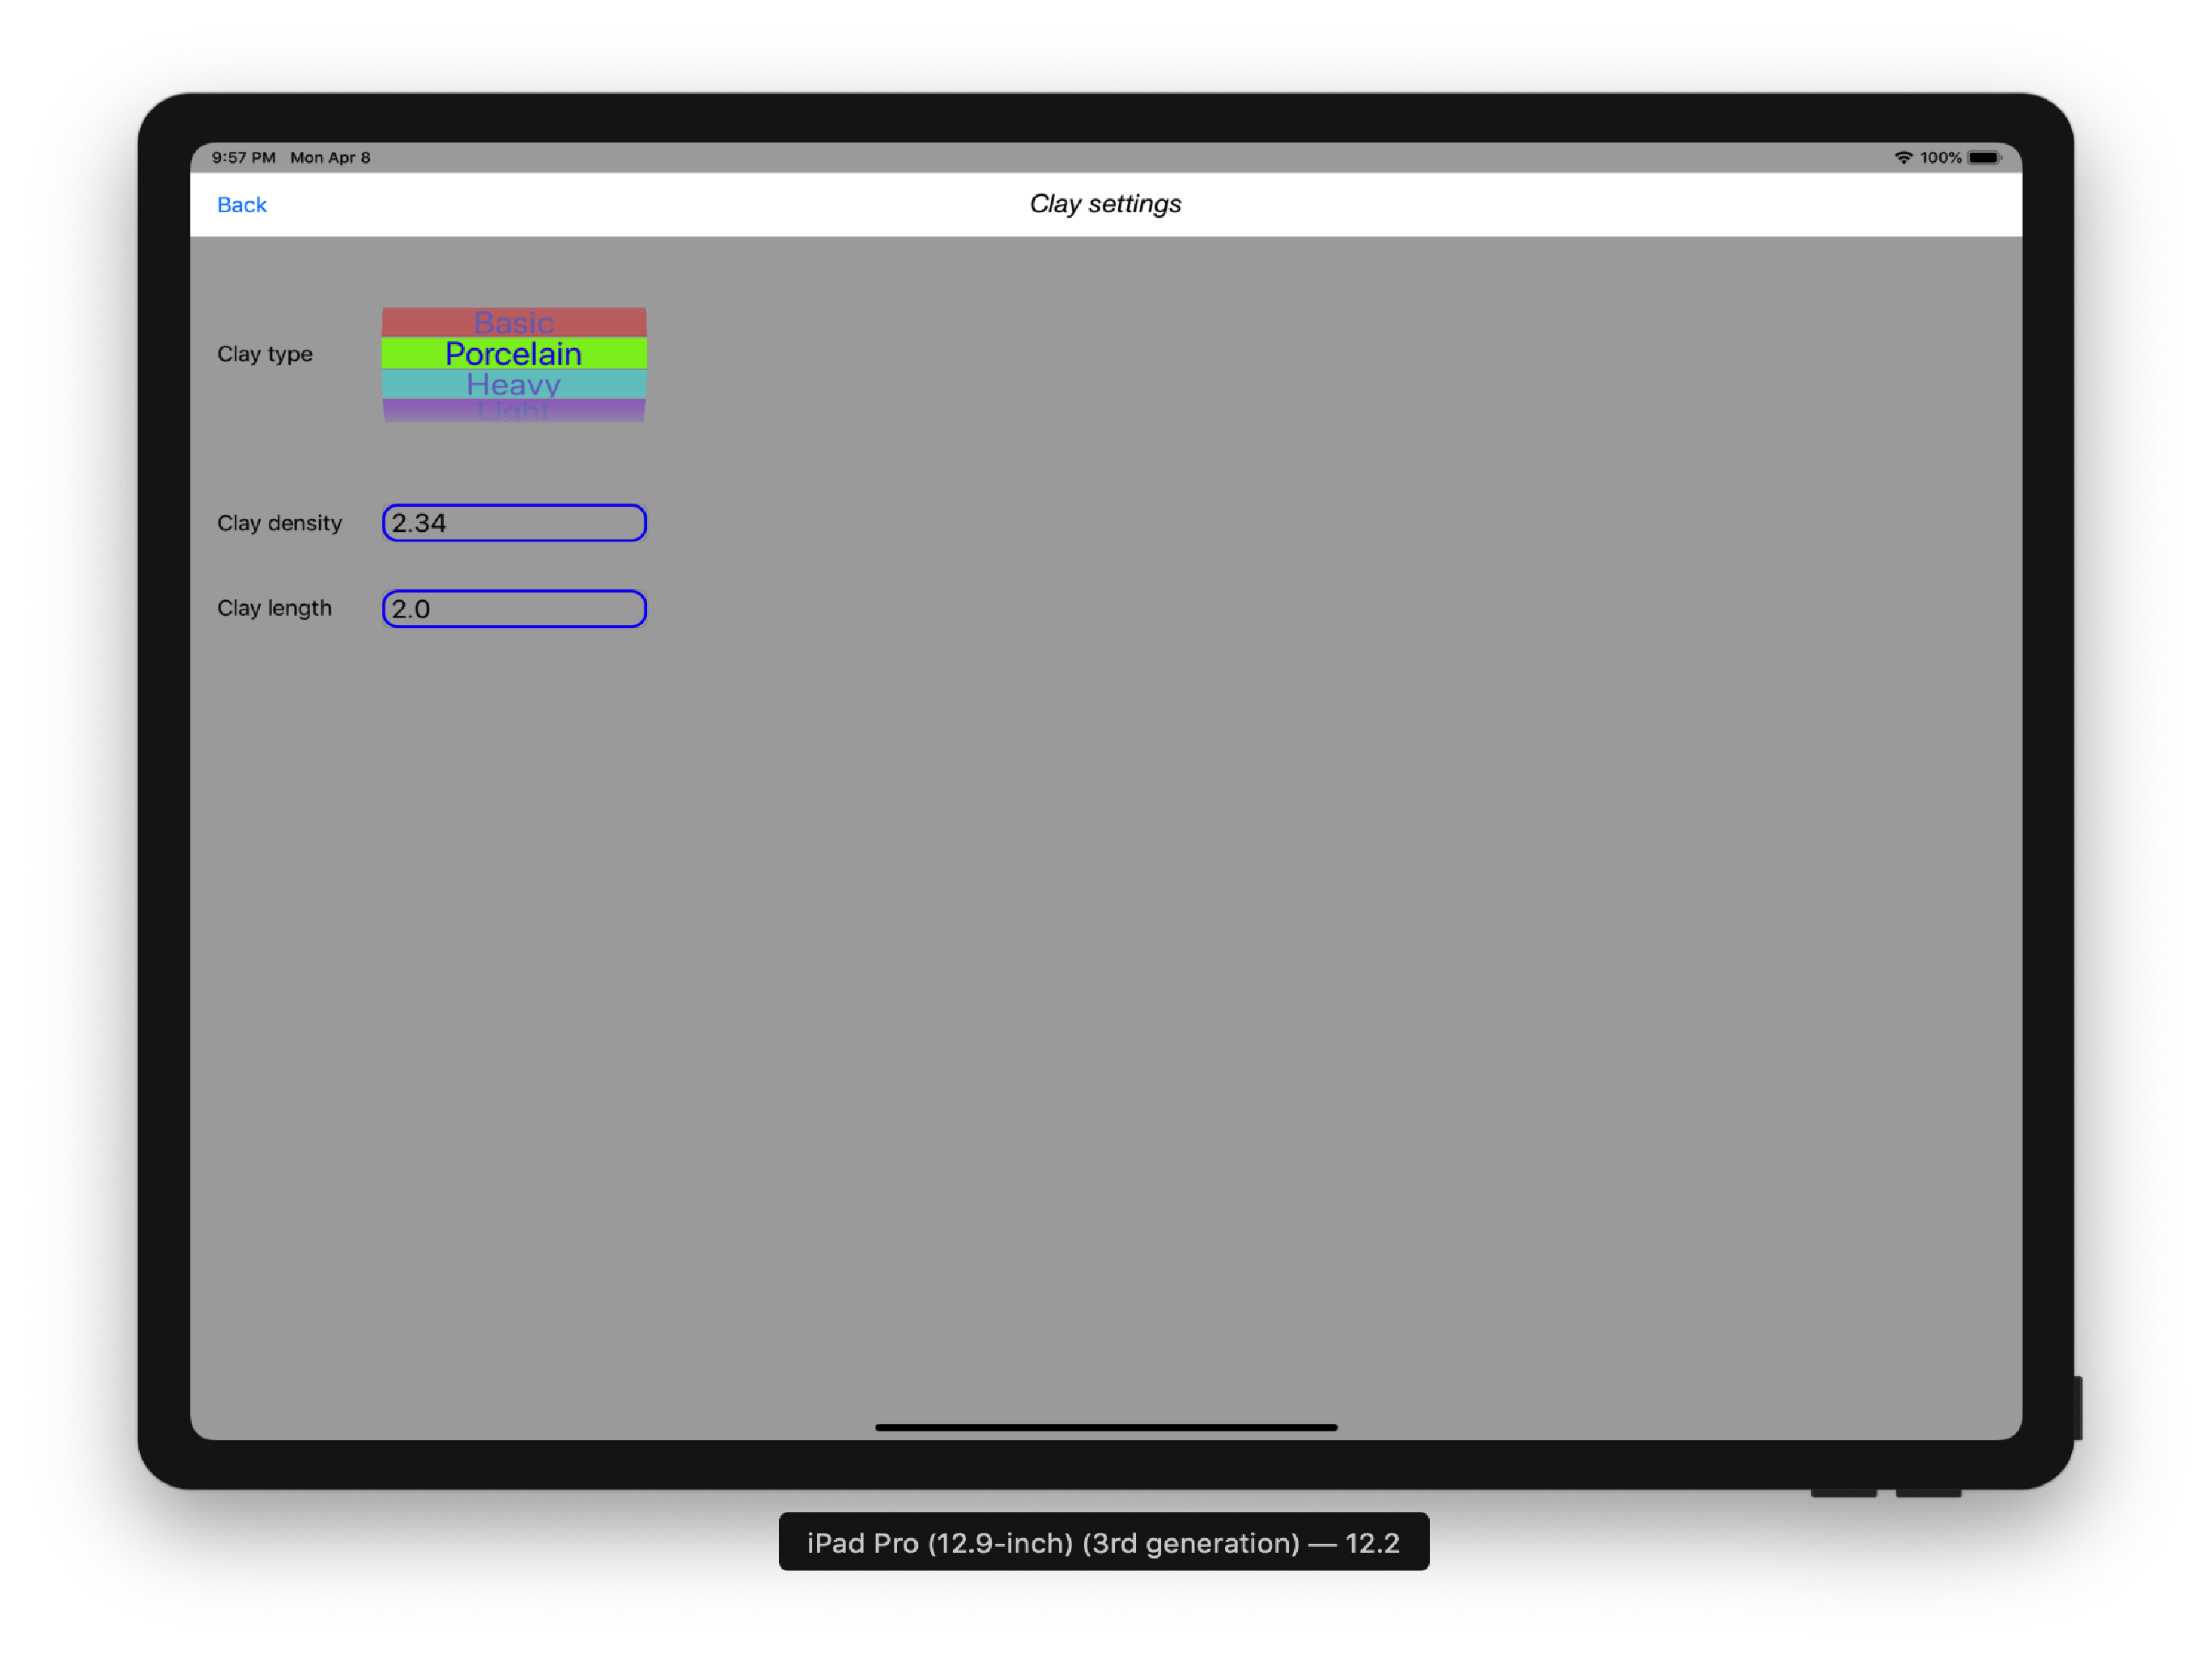 9:57 PM Mon Apr 8 100%
Back Clay settings
Basic
Clay type Porcelain
Heavy
Light
Clay density 2.34
Clay length 2.0
iPad Pro (12.9-inch) (3rd generation) — 12.2